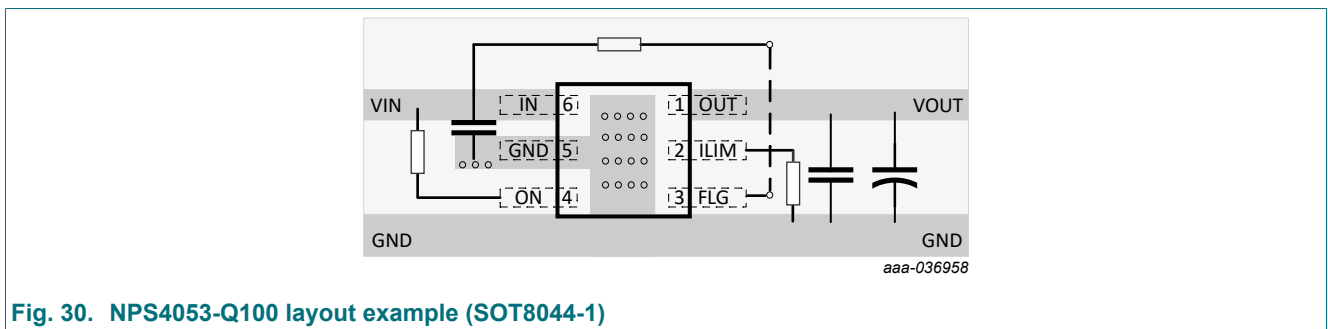 VIN IN 6 1 OUT VOUT
GND 5 2 ILIM
ON 4 3 FLG
GND GND
aaa-036958
Fig. 30. NPS4053-Q100 layout example (SOT8044-1)